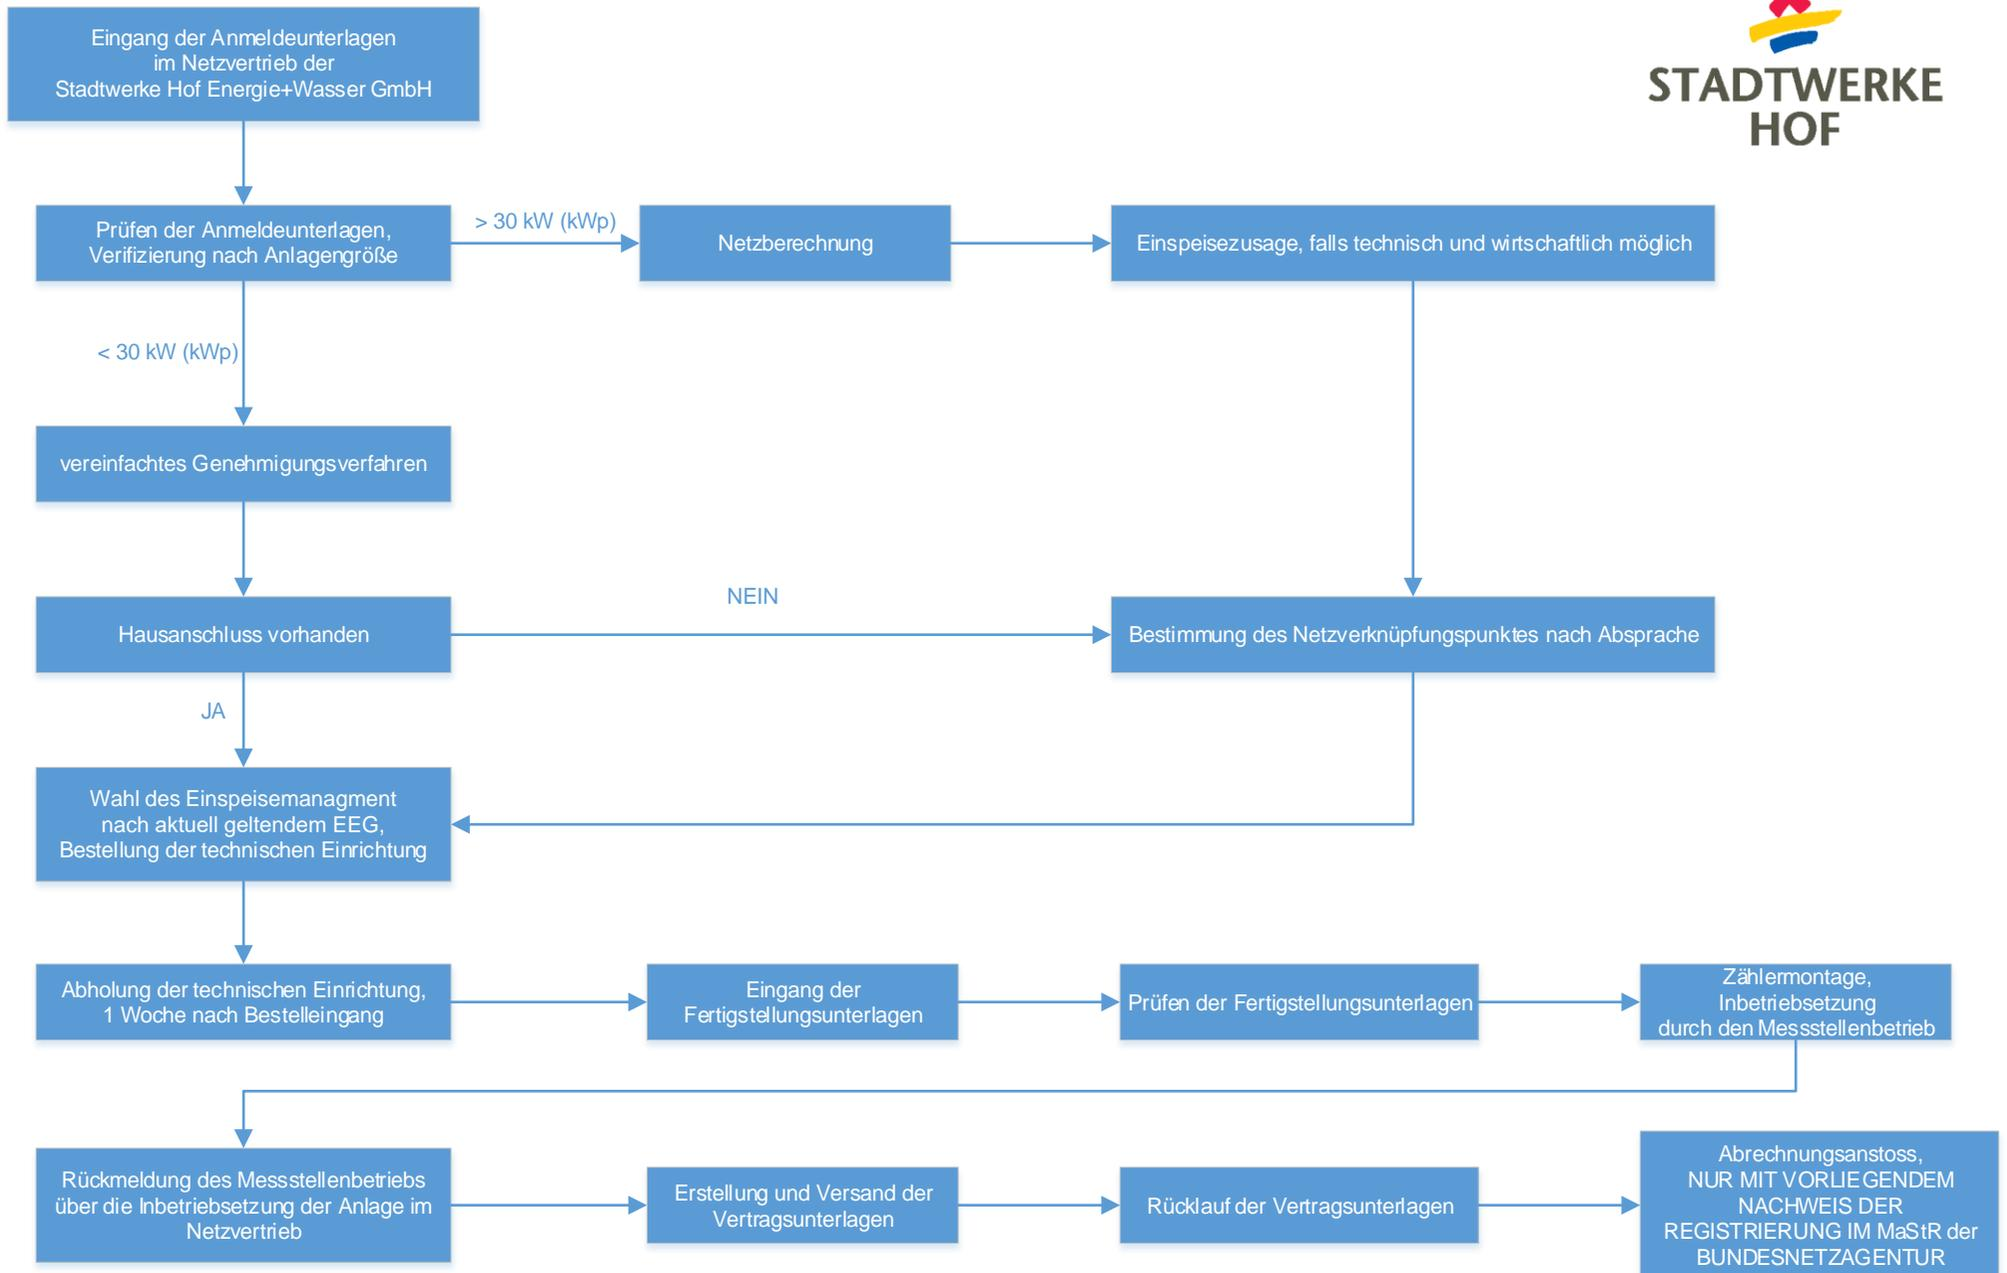 Eingang der Anmeldeunterlagen
im Netzvertrieb der
Stadtwerke Hof Energie+Wasser GmbH
STADTWERKE
HOF
Prüfen der Anmeldeunterlagen,
Verifizierung nach Anlagengröße
> 30 kW (kWp)
Netzberechnung
Einspeisezusage, falls technisch und wirtschaftlich möglich
< 30 kW (kWp)
vereinfachtes Genehmigungsverfahren
Hausanschluss vorhanden
NEIN
Bestimmung des Netzverknüpfungspunktes nach Absprache
JA
Wahl des Einspeisemanagment
nach aktuell geltendem EEG,
Bestellung der technischen Einrichtung
Abholung der technischen Einrichtung,
1 Woche nach Bestelleingang
Eingang der
Fertigstellungsunterlagen
Prüfen der Fertigstellungsunterlagen
Zählermontage,
Inbetriebsetzung
durch den Messstellenbetrieb
Rückmeldung des Messstellenbetriebs
über die Inbetriebsetzung der Anlage im
Netzvertrieb
Erstellung und Versand der
Vertragsunterlagen
Rücklauf der Vertragsunterlagen
Abrechnungsanstoss,
NUR MIT VORLIEGENDEM
NACHWEIS DER
REGISTRIERUNG IM MaStR der
BUNDESNETZAGENTUR